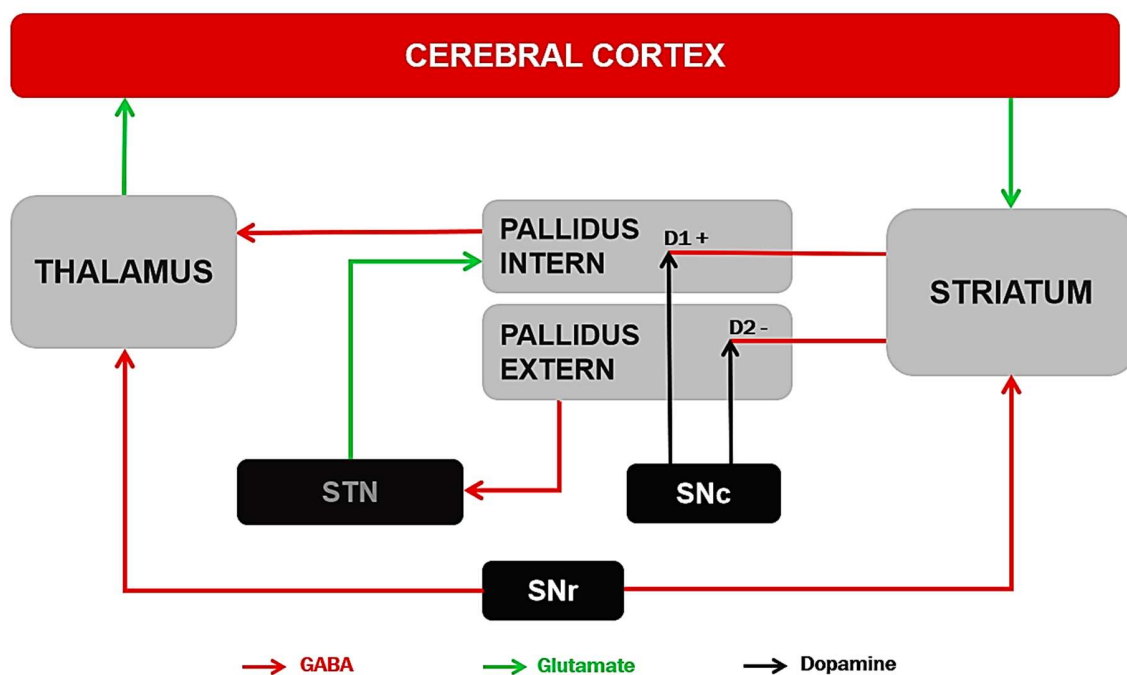 CEREBRAL CORTEX
THALAMUS
PALLIDUS
INTERN
D1 +
STRIATUM
PALLIDUS
EXTERN
D2 -
STN
SNc
SNr
GABA
Glutamate
Dopamine